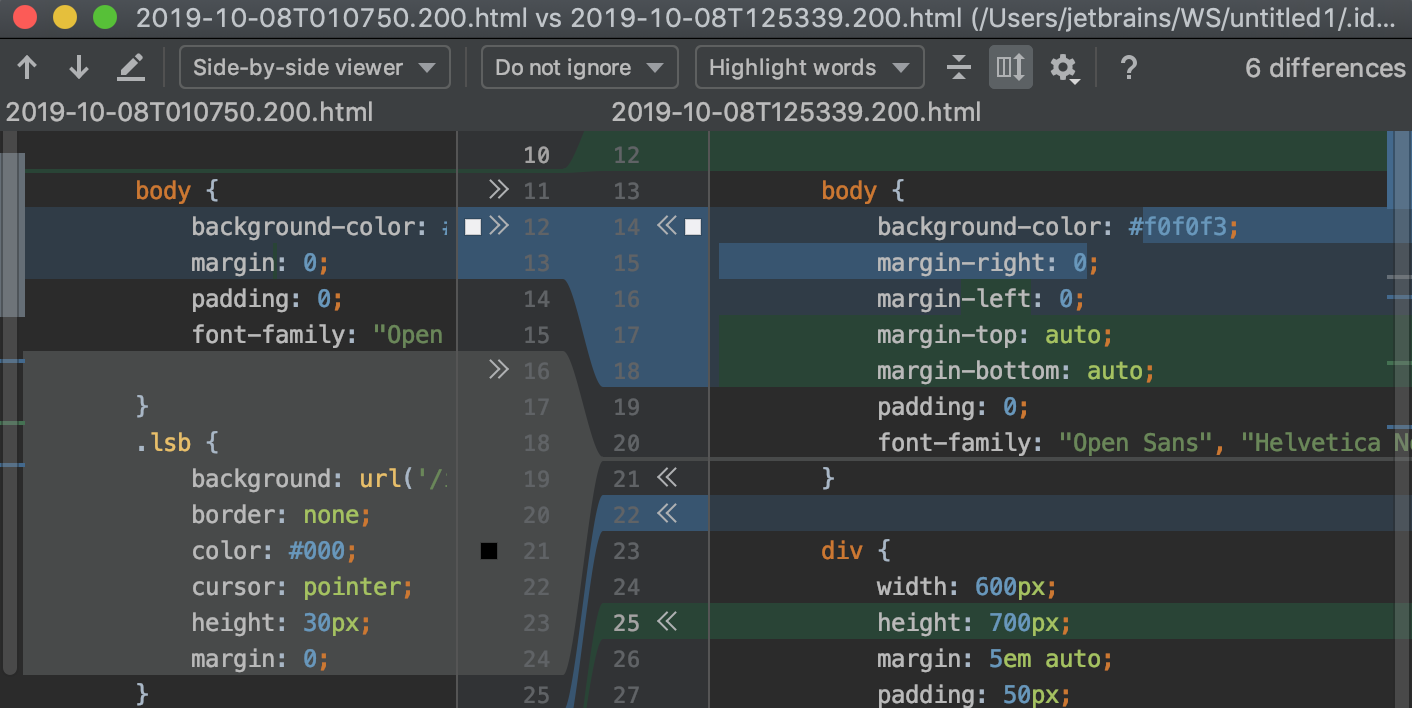 2019-10-08T010750.200.html vs 2019-10-08T125339.200.html (/Users/jetbrains/WS/untitled1/.id...
Side-by-side viewer Do not ignore Highlight words ? 6 differences
2019-10-08T010750.200.html 2019-10-08T125339.200.html
10 12
body { 11 13 body {
background-color: # 12 14 background-color: #f0f0f3;
margin: 0; 13 15 margin-right: 0;
padding: 0; 14 16 margin-left: 0;
font-family: "Open 15 17 margin-top: auto;
16 18 margin-bottom: auto;
} 17 19 padding: 0;
.lsb { 18 20 font-family: "Open Sans", "Helvetica
background: url('/ 19 21 }
border: none; 20 22
color: #000; 21 23 div {
cursor: pointer; 22 24 width: 600px;
height: 30px; 23 25 height: 700px;
margin: 0; 24 26 margin: 5em auto;
} 25 27 padding: 50px;